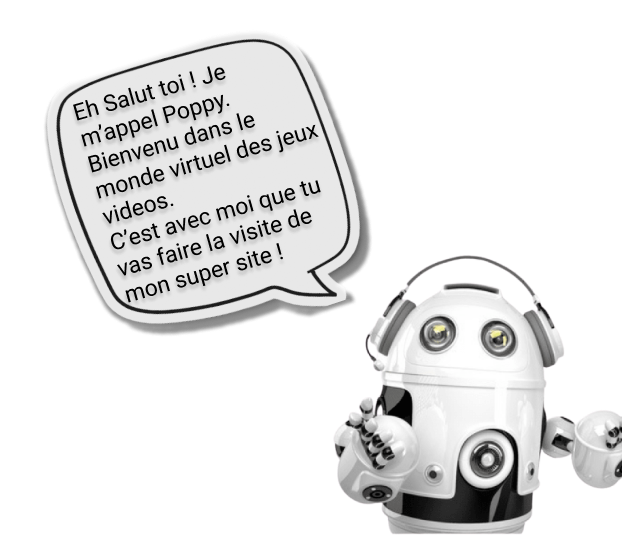 Eh Salut toi ! Je
m'appel Poppy.
Bienvenu dans le
monde virtuel des jeux
videos.
C'est avec moi que tu
vas faire la visite de
mon super site !